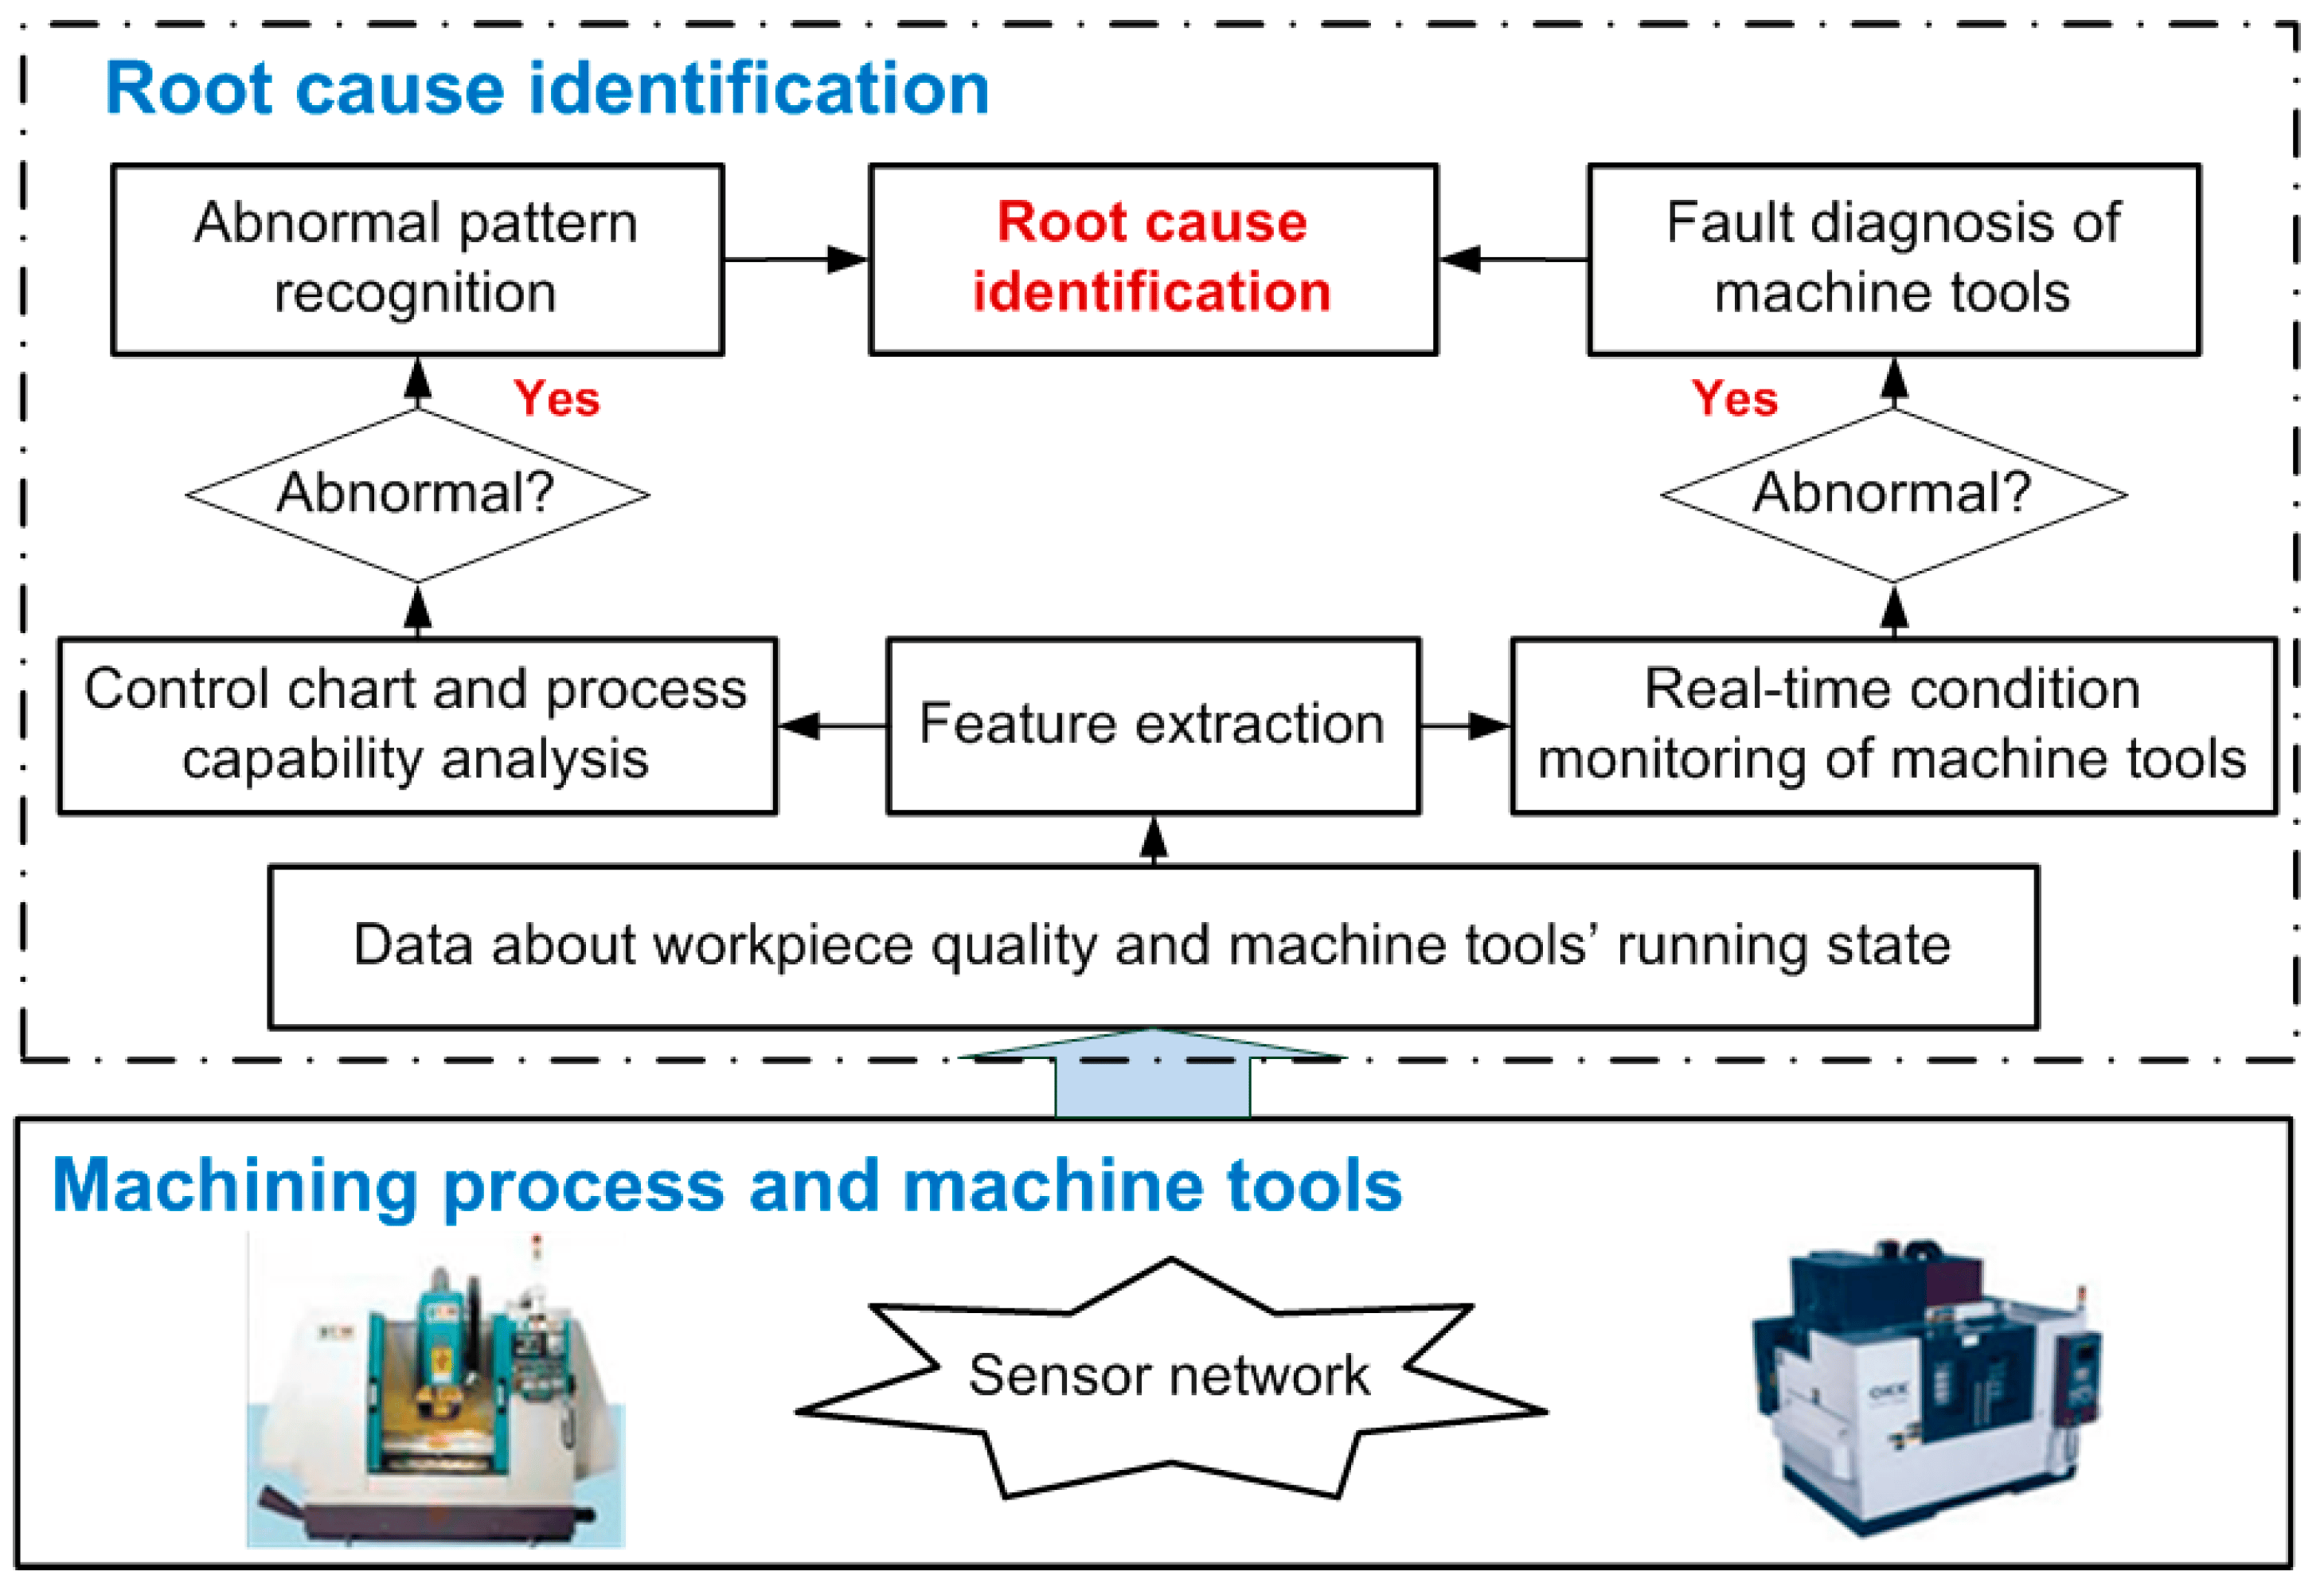 Root cause identification
Abnormal pattern
recognition
Root cause
identification
Fault diagnosis of
machine tools
Yes
Yes
Abnormal?
Abnormal?
Control chart and process
capability analysis
Feature extraction
Real-time condition
monitoring of machine tools
Data about workpiece quality and machine tools’ running state
Machining process and machine tools
Sensor network